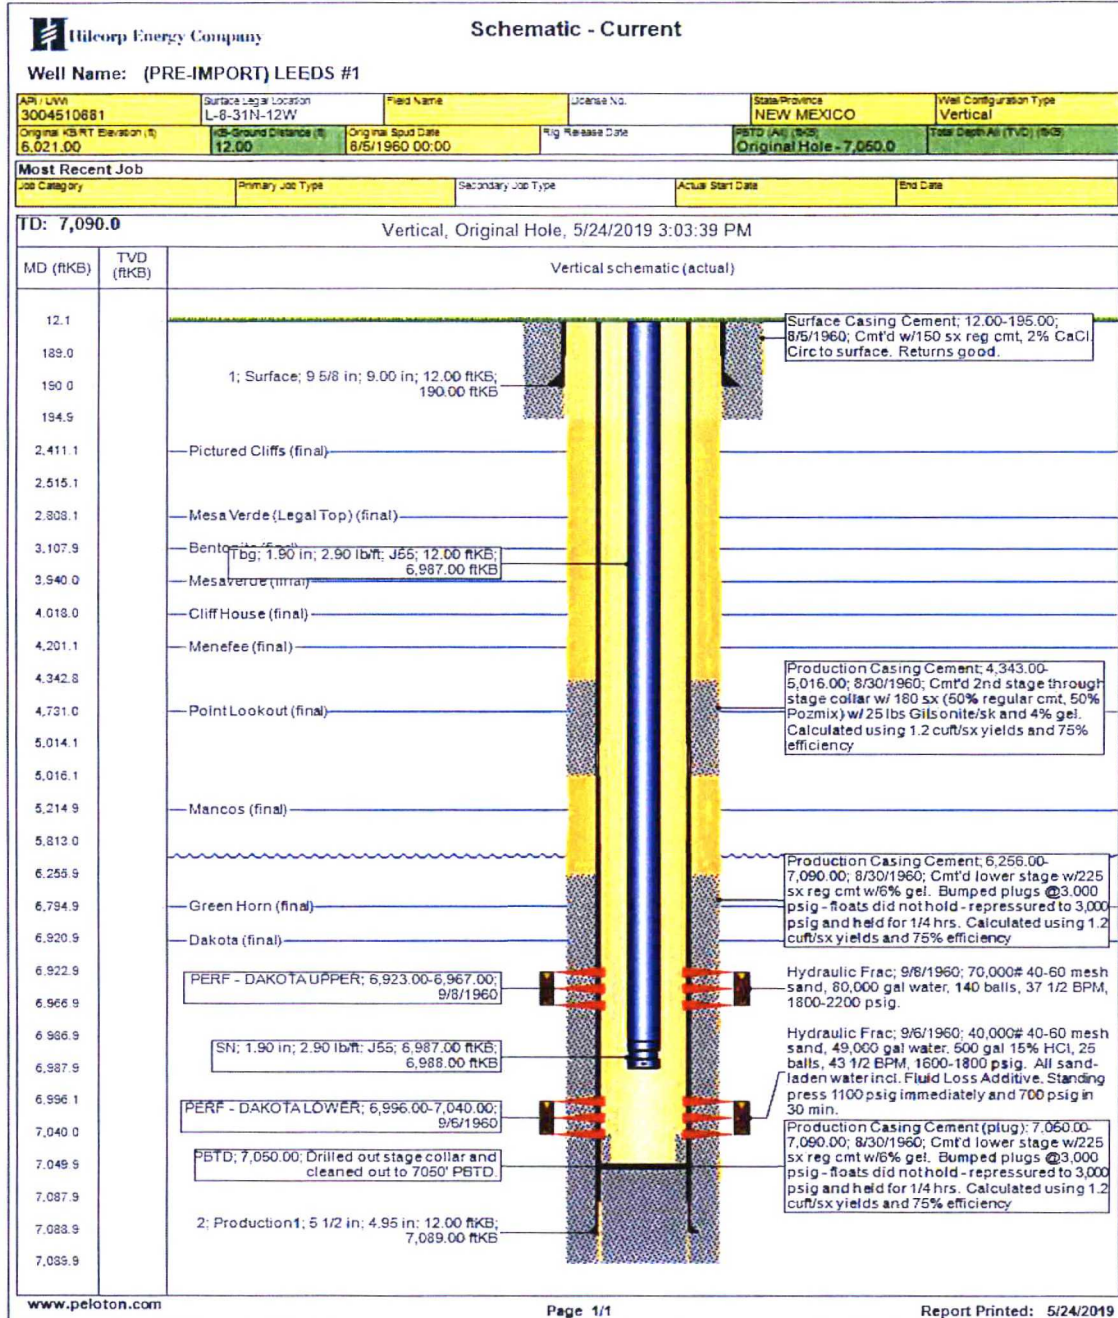 Hilcorp Energy Company
Schematic - Current
Well Name: (PRE-IMPORT) LEEDS #1
API / UWI
3004510881
Surface Legal Location
L-8-31N-12W
Field Name
License No.
State/Province
NEW MEXICO
Well Configuration Type
Vertical
Original KB/RT Elevation (ft)
6,021.00
KB-Ground Distance (ft)
12.00
Original Spud Date
8/5/1960 00:00
Rig Release Date
PBTD (All) (ftKB)
Original Hole - 7,050.0
Total Depth All (TVD) (ftKB)
Most Recent Job
Job Category
Primary Job Type
Secondary Job Type
Actual Start Date
End Date
TD: 7,090.0
Vertical, Original Hole, 5/24/2019 3:03:39 PM
MD (ftKB)
TVD
(ftKB)
Vertical schematic (actual)
12.1
189.0
190.0
194.9
2,411.1
2,515.1
2,808.1
3,107.9
3,940.0
4,018.0
4,201.1
4,342.8
4,731.0
5,014.1
5,016.1
5,214.9
5,813.0
6,255.9
6,794.9
6,920.9
6,922.9
6,966.9
6,986.9
6,987.9
6,996.1
7,040.0
7,049.9
7,087.9
7,088.9
7,089.9
Surface Casing Cement; 12.00-195.00;
8/5/1960; Cmt'd w/150 sx reg cmt, 2% CaCl.
Circ to surface. Returns good.
1; Surface; 9 5/8 in; 9.00 in; 12.00 ftKB;
190.00 ftKB
Pictured Cliffs (final)
Mesa Verde (Legal Top) (final)
Bentonite (final)
Tbg; 1.90 in; 2.90 lb/ft; J55; 12.00 ftKB;
6,987.00 ftKB
Mesaverde (final)
Cliff House (final)
Menefee (final)
Production Casing Cement; 4,343.00-
5,016.00; 8/30/1960; Cmt'd 2nd stage through
stage collar w/ 180 sx (50% regular cmt, 50%
Pozmix) w/ 25 lbs Gilsonite/sk and 4% gel.
Calculated using 1.2 cuft/sx yields and 75%
efficiency
Point Lookout (final)
Mancos (final)
Production Casing Cement; 6,256.00-
7,090.00; 8/30/1960; Cmt'd lower stage w/225
sx reg cmt w/6% gel. Bumped plugs @3,000
psig - floats did not hold - repressured to 3,000
psig and held for 1/4 hrs. Calculated using 1.2
cuft/sx yields and 75% efficiency
Green Horn (final)
Dakota (final)
PERF - DAKOTA UPPER; 6,923.00-6,967.00;
9/8/1960
Hydraulic Frac; 9/8/1960; 70,000# 40-60 mesh
sand, 80,000 gal water, 140 balls, 37 1/2 BPM,
1800-2200 psig.
SN; 1.90 in; 2.90 lb/ft; J55; 6,987.00 ftKB;
6,988.00 ftKB
Hydraulic Frac; 9/6/1960; 40,000# 40-60 mesh
sand, 49,000 gal water, 500 gal 15% HCl, 25
balls, 43 1/2 BPM, 1600-1800 psig. All sand-
laden water incl. Fluid Loss Additive. Standing
press 1100 psig immediately and 700 psig in
30 min.
PERF - DAKOTA LOWER; 6,996.00-7,040.00;
9/6/1960
Production Casing Cement (plug); 7,050.00-
7,090.00; 8/30/1960; Cmt'd lower stage w/225
sx reg cmt w/6% gel. Bumped plugs @3,000
psig - floats did not hold - repressured to 3,000
psig and held for 1/4 hrs. Calculated using 1.2
cuft/sx yields and 75% efficiency
PBTD; 7,050.00; Drilled out stage collar and
cleaned out to 7050' PBTD
2; Production1; 5 1/2 in; 4.95 in; 12.00 ftKB;
7,089.00 ftKB
www.peloton.com
Page 1/1
Report Printed: 5/24/2019